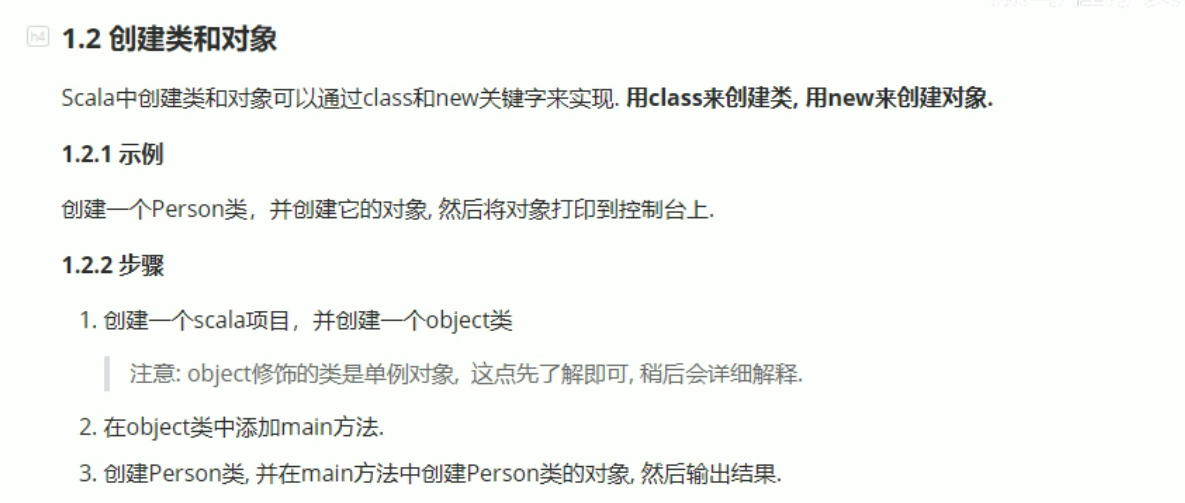 h4
1.2 创建类和对象
Scala中创建类和对象可以通过class和new关键字来实现. 用class来创建类, 用new来创建对象.
1.2.1 示例
创建一个Person类，并创建它的对象, 然后将对象打印到控制台上.
1.2.2 步骤
1. 创建一个scala项目，并创建一个object类
注意: object修饰的类是单例对象, 这点先了解即可, 稍后会详细解释.
2. 在object类中添加main方法.
3. 创建Person类, 并在main方法中创建Person类的对象, 然后输出结果.